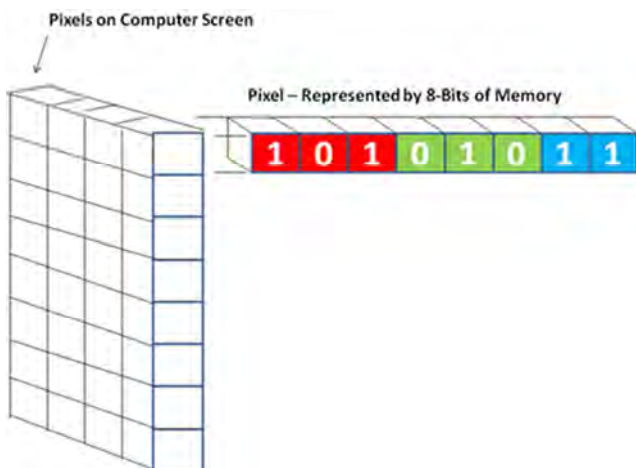 Pixels on Computer Screen
Pixel – Represented by 8-Bits of Memory
1 0 1 0 1 0 1 1